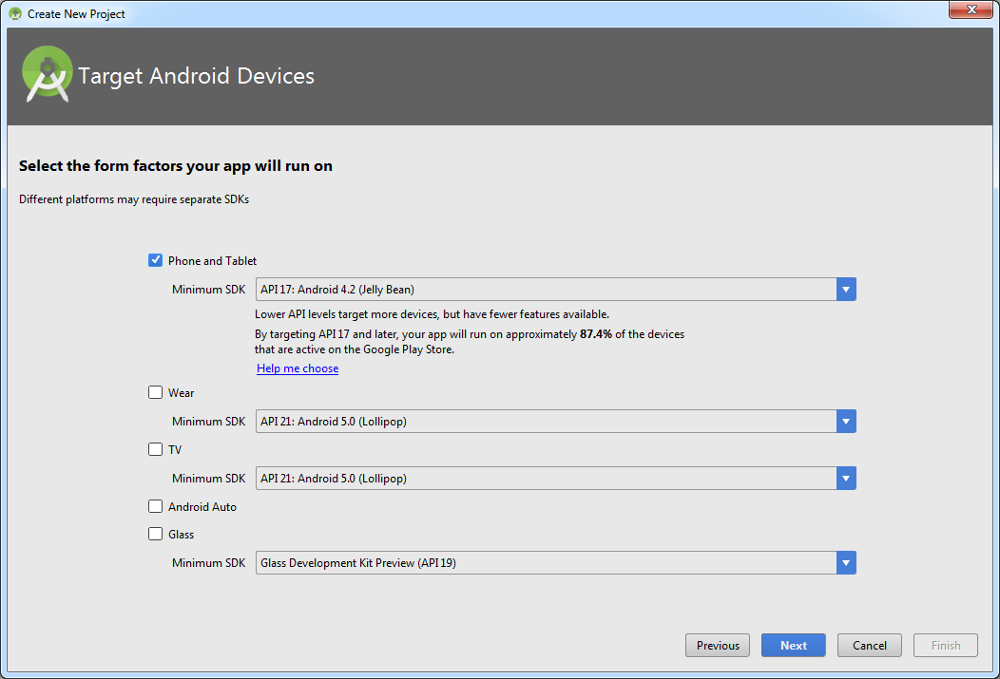 Create New Project
Target Android Devices
Select the form factors your app will run on
Different platforms may require separate SDKs
Phone and Tablet
Minimum SDK API 17: Android 4.2 (Jelly Bean)
Lower API levels target more devices, but have fewer features available.
By targeting API 17 and later, your app will run on approximately 87.4% of the devices
that are active on the Google Play Store.
Help me choose
Wear
Minimum SDK API 21: Android 5.0 (Lollipop)
TV
Minimum SDK API 21: Android 5.0 (Lollipop)
Android Auto
Glass
Minimum SDK Glass Development Kit Preview (API 19)
Previous Next Cancel Finish